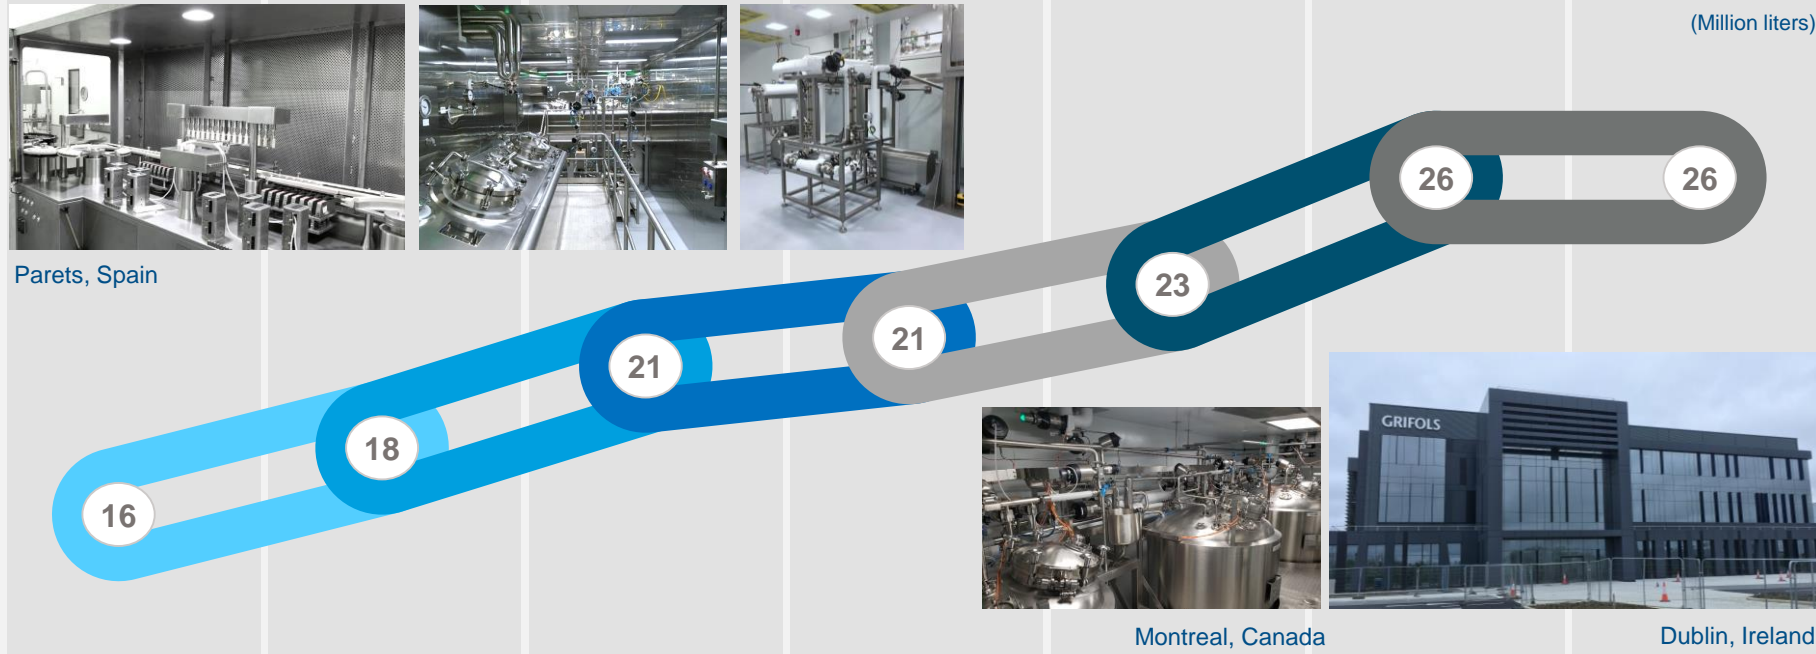 (Million liters)
Parets, Spain
16
18
21
21
23
26
26
GRIFOLS
Montreal, Canada
Dublin, Ireland